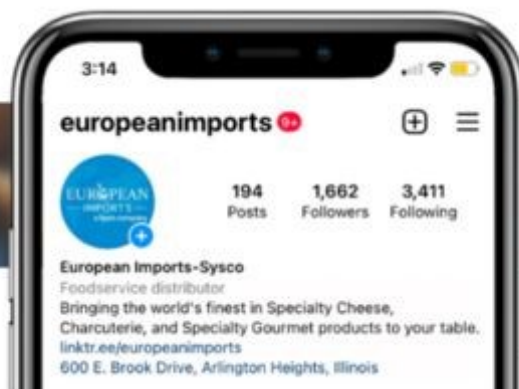 3:14
europeanimports 9+
EUROPEAN
IMPORTS
194 1,662 3,411
Posts Followers Following
European Imports-Sysco
Foodservice distributor
Bringing the world's finest in Specialty Cheese,
Charcuterie, and Specialty Gourmet products to your table.
linktr.ee/europeanimports
600 E. Brook Drive, Arlington Heights, Illinois